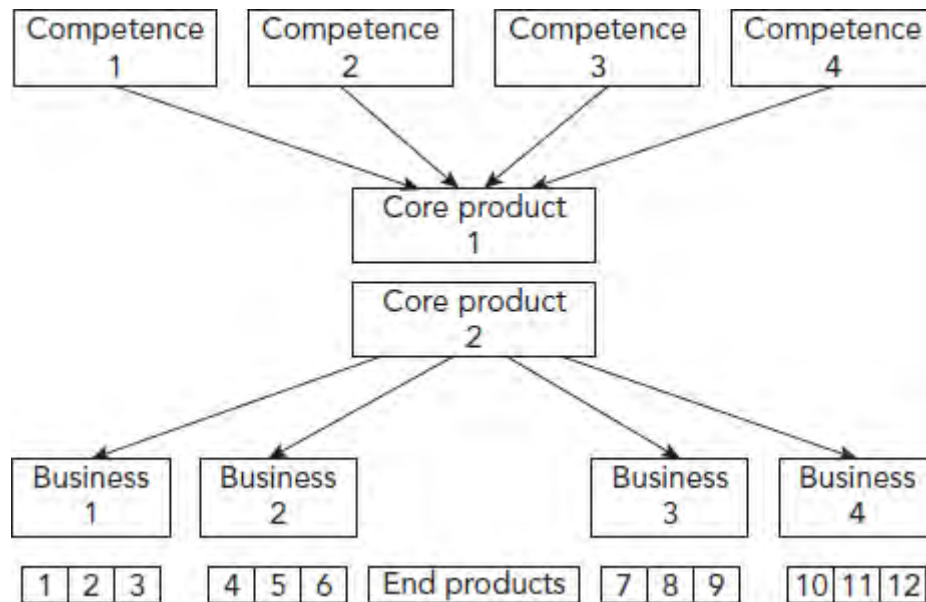 Competence
1
Competence
2
Competence
3
Competence
4
Core product
1
Core product
2
Business
1
Business
2
Business
3
Business
4
1 2 3
4 5 6
End products
7 8 9
10 11 12